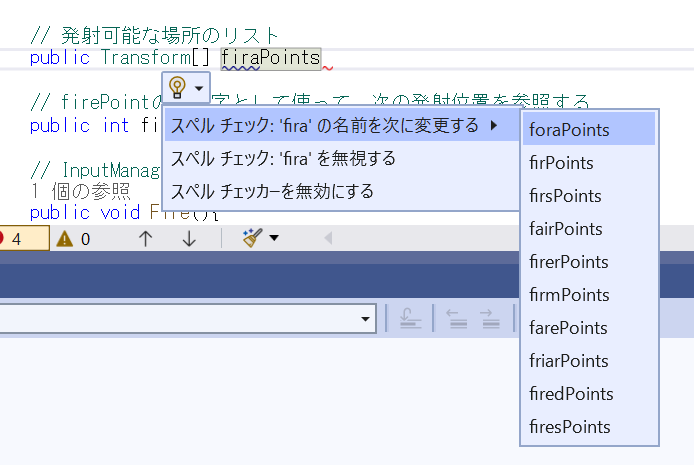 // 発射可能な場所のリスト
public Transform[] firaPoints
// firePointの 字として使って、次の発射位置を参照する
public int fi
スペル チェック: 'fira' の名前を次に変更する
スペル チェック: 'fira' を無視する
スペル チェッカーを無効にする
foraPoints
firPoints
firsPoints
fairPoints
firerPoints
firmPoints
farePoints
friarPoints
firedPoints
firesPoints
// InputManag
1 個の参照
public void Fire(){
4
0